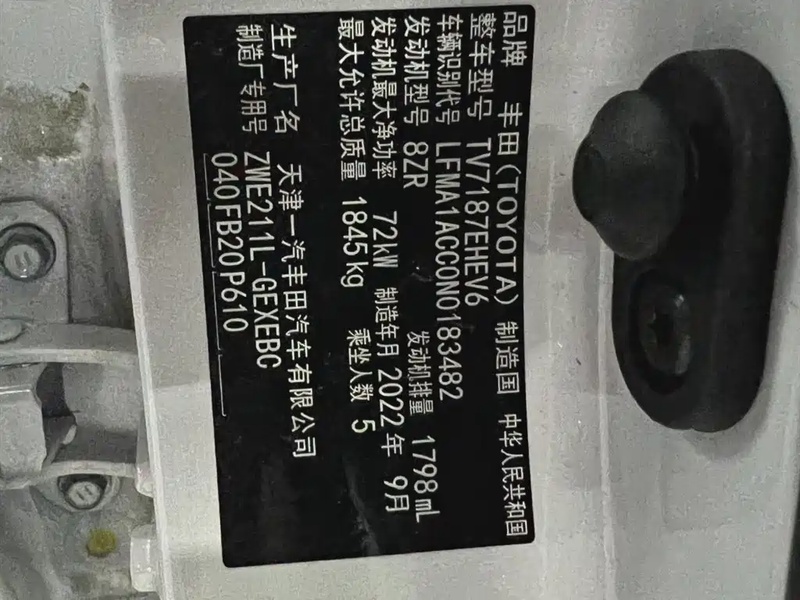 品牌 丰田(TOYOTA) 制造国 中华人民共和国
整车型号 TV7187EHEV6
车辆识别代号 LFMA1ACC0N0183482
发动机型号 8ZR 发动机排量 1798mL
发动机最大净功率 72kW 制造年月 2022年 9月
最大允许总质量 1845kg 乘坐人数 5
生产厂名 天津一汽丰田汽车有限公司
制造厂专用号 ZWE211L-GEXEBC
040FB20P610